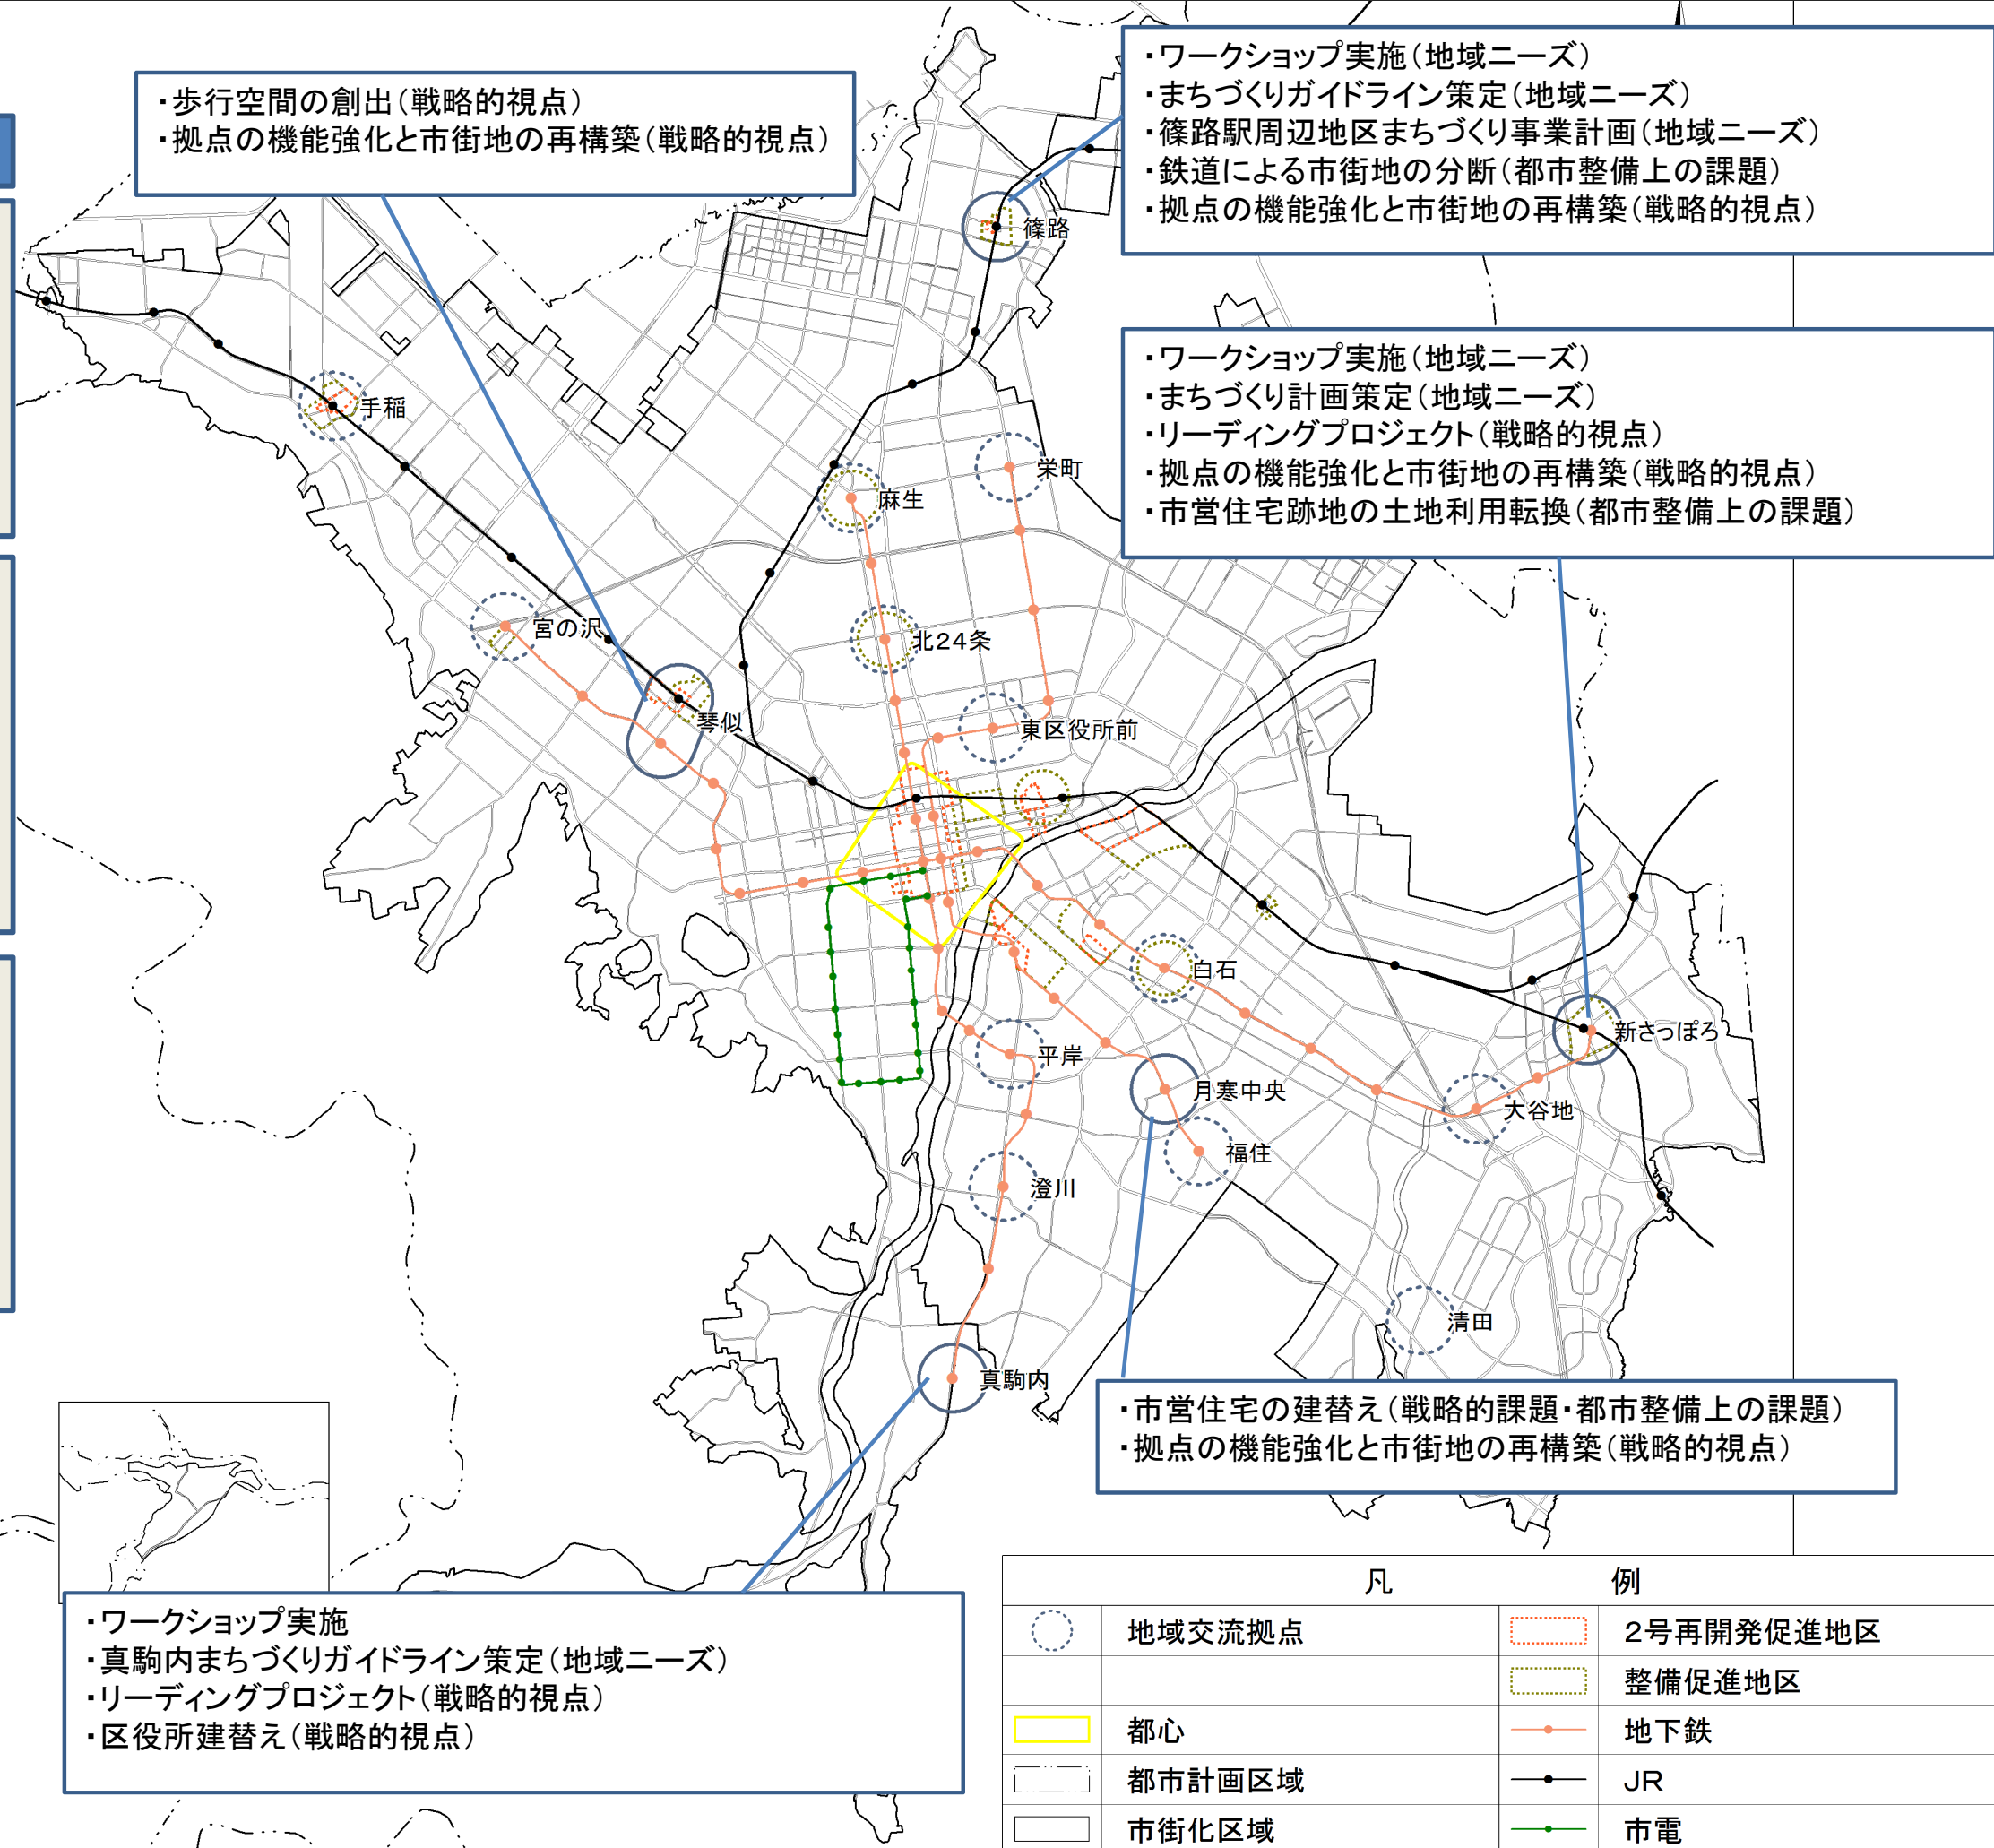 ・歩行空間の創出(戦略的視点)
・拠点の機能強化と市街地の再構築(戦略的視点)
・ワークショップ実施(地域ニーズ)
・まちづくりガイドライン策定(地域ニーズ)
・篠路駅周辺地区まちづくり事業計画(地域ニーズ)
・鉄道による市街地の分断(都市整備上の課題)
・拠点の機能強化と市街地の再構築(戦略的視点)
篠路
・ワークショップ実施(地域ニーズ)
・まちづくり計画策定(地域ニーズ)
・リーディングプロジェクト(戦略的視点)
・拠点の機能強化と市街地の再構築(戦略的視点)
・市営住宅跡地の土地利用転換(都市整備上の課題)
手稲
栄町
麻生
宮の沢
北24条
琴似
東区役所前
白石
新さっぽろ
平岸
月寒中央
大谷地
福住
澄川
清田
真駒内
・市営住宅の建替え(戦略的課題・都市整備上の課題)
・拠点の機能強化と市街地の再構築(戦略的視点)
・ワークショップ実施
・真駒内まちづくりガイドライン策定(地域ニーズ)
・リーディングプロジェクト(戦略的視点)
・区役所建替え(戦略的視点)
凡 例
地域交流拠点
2号再開発促進地区
整備促進地区
都心
地下鉄
都市計画区域
JR
市街化区域
市電